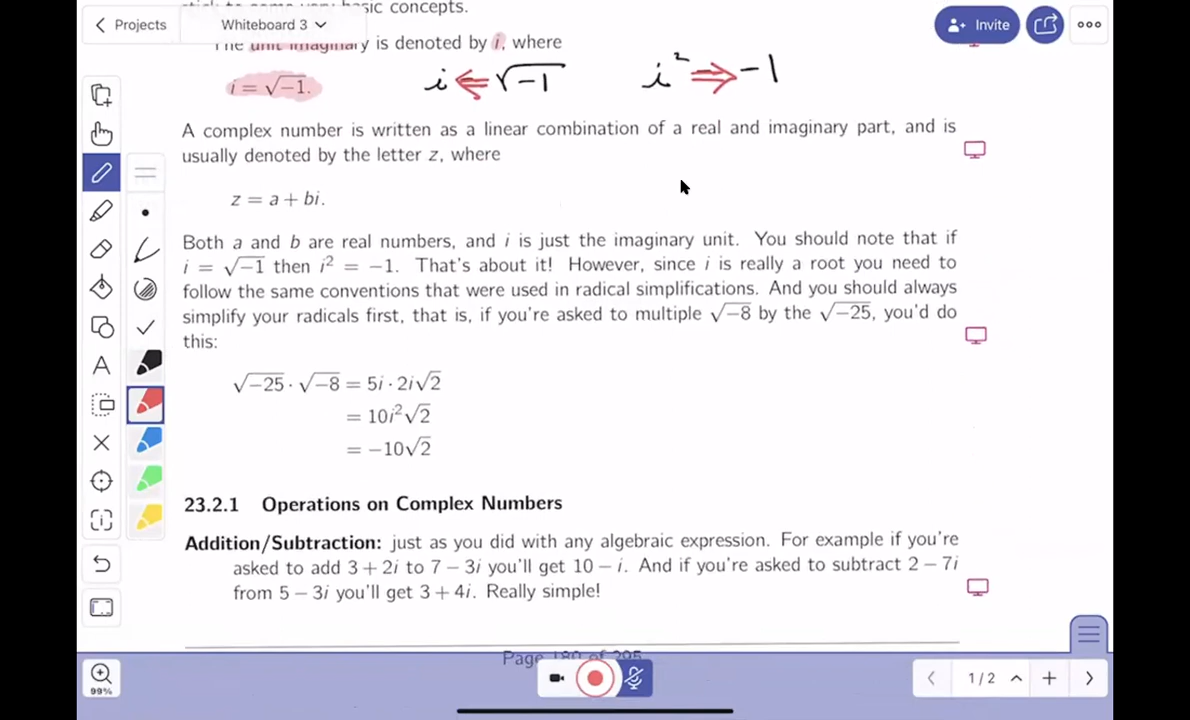 Projects
Whiteboard 3
Invite
basic concepts.
The unit imaginary is denoted by i, where
i = √−1.
i ⇐ √−1
i² ⇒ −1
A complex number is written as a linear combination of a real and imaginary part, and is
usually denoted by the letter z, where
z = a + bi.
Both a and b are real numbers, and i is just the imaginary unit. You should note that if
i = √−1 then i² = −1. That's about it! However, since i is really a root you need to
follow the same conventions that were used in radical simplifications. And you should always
simplify your radicals first, that is, if you're asked to multiple √−8 by the √−25, you'd do
this:
√−25 · √−8 = 5i · 2i√2
= 10i²√2
= −10√2
23.2.1 Operations on Complex Numbers
Addition/Subtraction: just as you did with any algebraic expression. For example if you're
asked to add 3 + 2i to 7 − 3i you'll get 10 − i. And if you're asked to subtract 2 − 7i
from 5 − 3i you'll get 3 + 4i. Really simple!
Page 180 of 295
99%
1/2